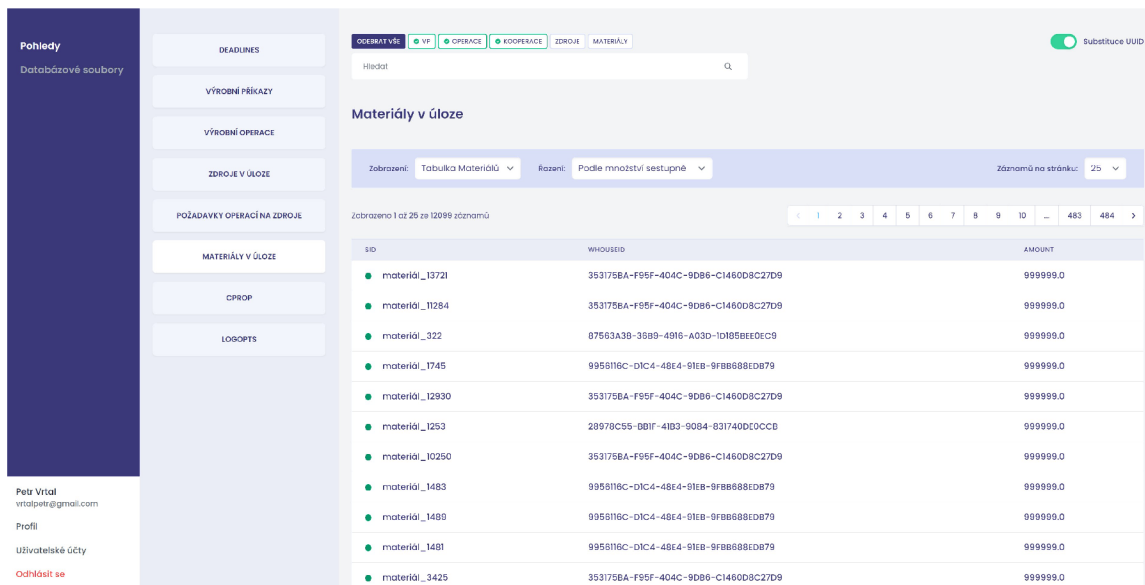 Pohledy
Databázové soubory
DEADLINES
VÝROBNÍ PŘÍKAZY
VÝROBNÍ OPERACE
ZDROJE V ÚLOZE
POŽADAVKY OPERACÍ NA ZDROJE
MATERIÁLY V ÚLOZE
CPROP
LOGOPTS
ODEBRAT VŠE VP OPERACE KOOPERACE ZDROJE MATERIÁLY
Substituce UUID
Hledat
Materiály v úloze
Zobrazení: Tabulka Materiálů Řazení: Podle množství sestupně Záznamů na stránku: 25
Zobrazeno 1 až 25 ze 12099 záznamů
1 2 3 4 5 6 7 8 9 10 ... 483 484
SID WHOUSEID AMOUNT
materiál_13721 353175BA-F95F-404C-9DB6-C1460D8C27D9 999999.0
materiál_11284 353175BA-F95F-404C-9DB6-C1460D8C27D9 999999.0
materiál_322 87563A38-36B9-4916-A03D-1D185BEE0EC9 999999.0
materiál_1745 9956116C-D1C4-48E4-91EB-9FBB688EDB79 999999.0
materiál_12930 353175BA-F95F-404C-9DB6-C1460D8C27D9 999999.0
materiál_1253 28978C55-BB1F-41B3-9084-831740DE0CCB 999999.0
materiál_10250 353175BA-F95F-404C-9DB6-C1460D8C27D9 999999.0
materiál_1483 9956116C-D1C4-48E4-91EB-9FBB688EDB79 999999.0
materiál_1489 9956116C-D1C4-48E4-91EB-9FBB688EDB79 999999.0
materiál_1481 9956116C-D1C4-48E4-91EB-9FBB688EDB79 999999.0
materiál_3425 353175BA-F95F-404C-9DB6-C1460D8C27D9 999999.0
Petr Vrtal
vrtalpetr@gmail.com
Profil
Uživatelské účty
Odhlásit se